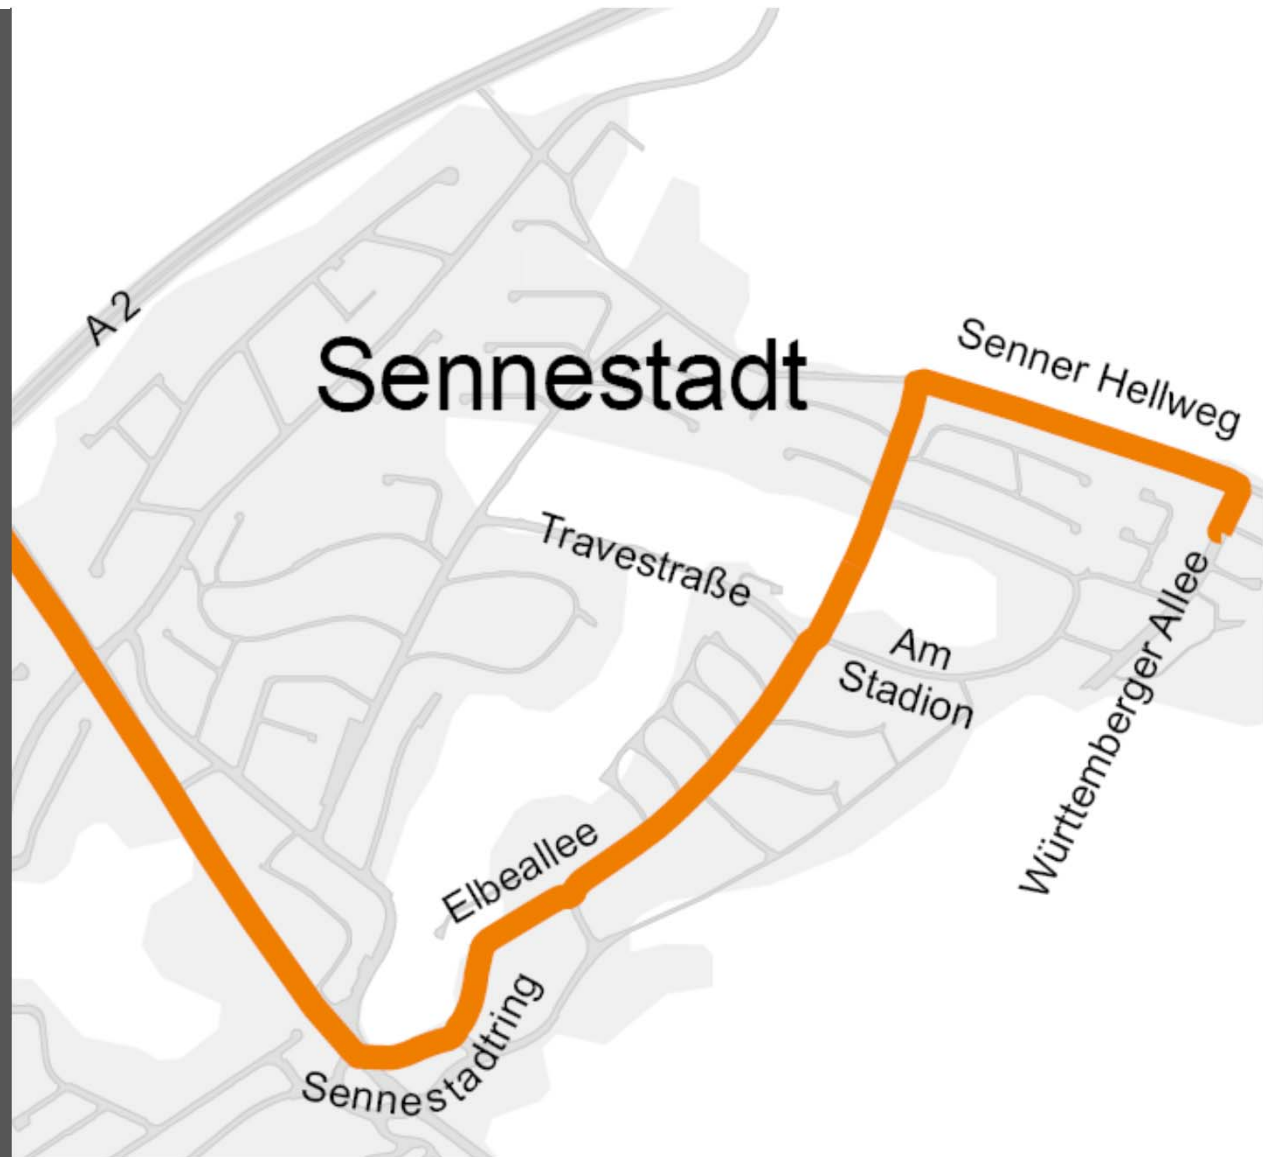 A 2
Sennestadt
Senner Hellweg
Travestraße
Am
Stadion
Württemberger Allee
Elbeallee
Sennestadtring